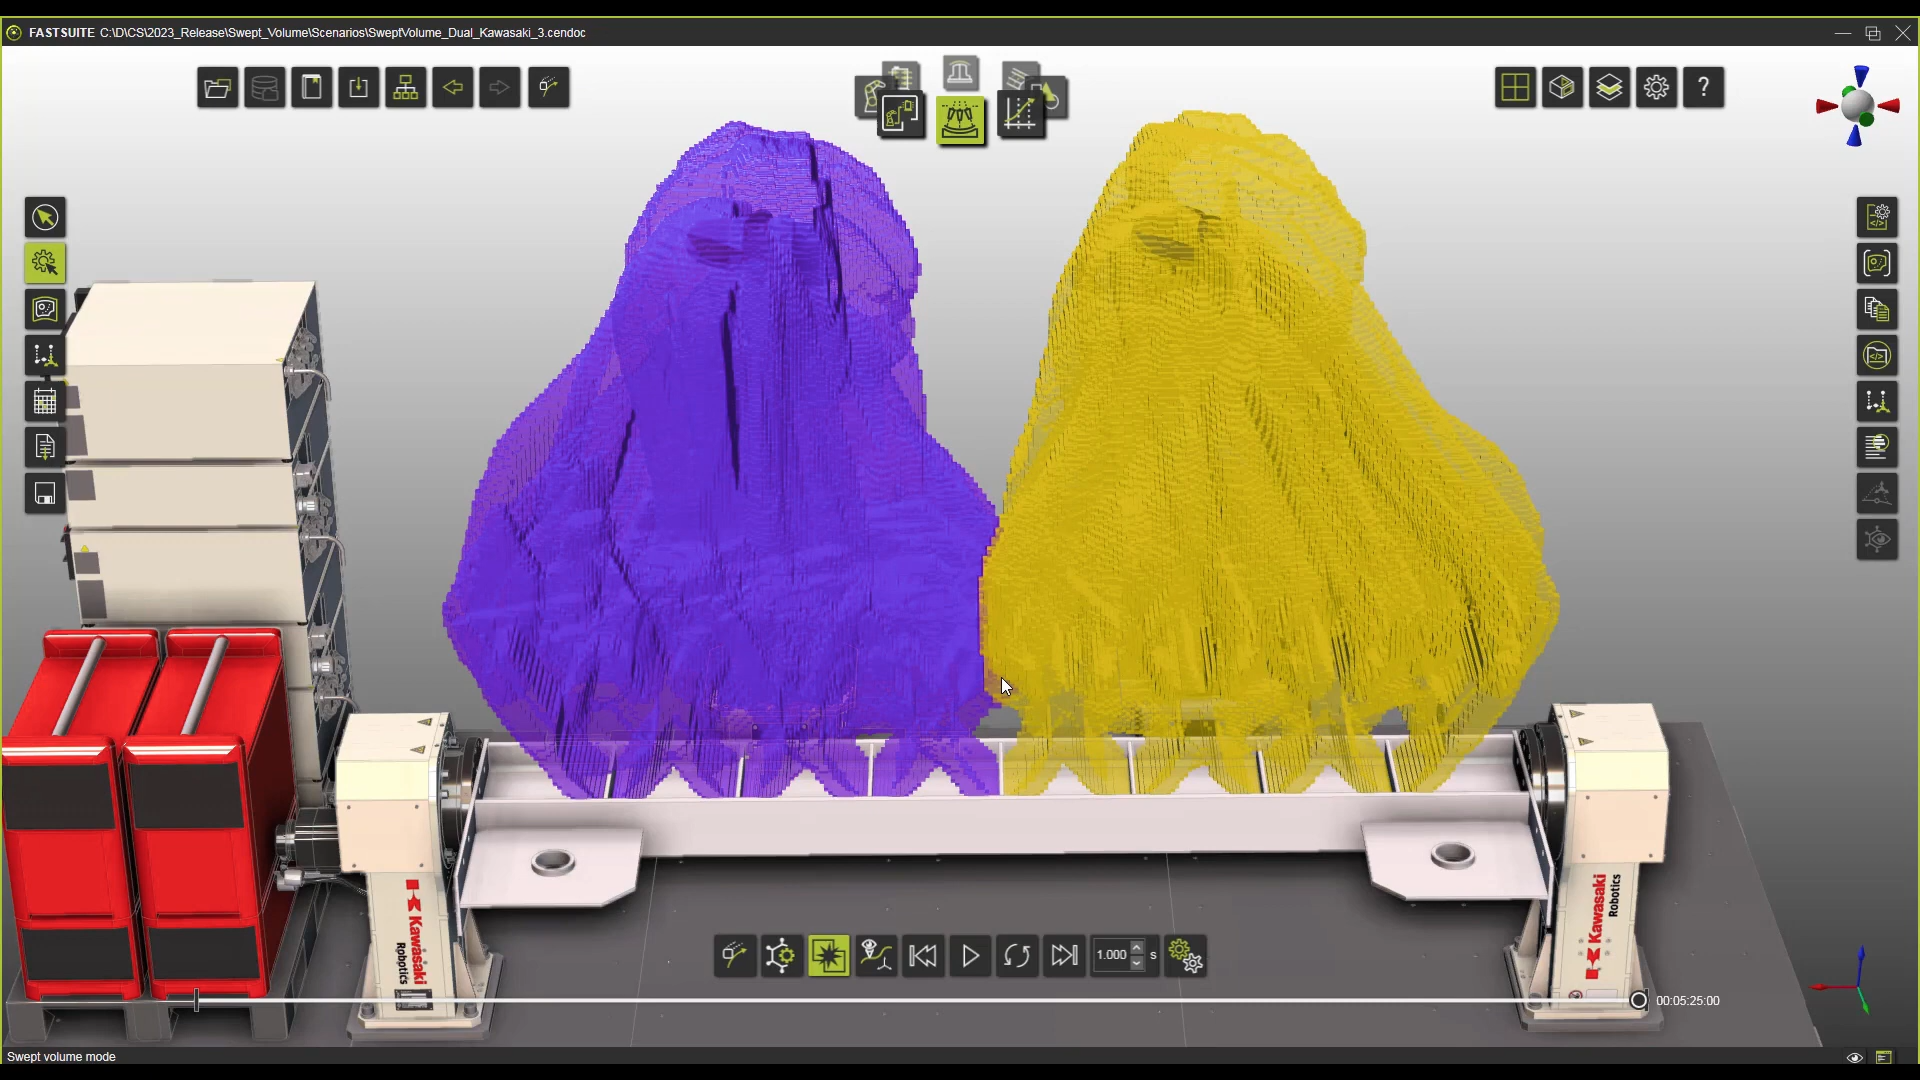 FASTSUITE C:\D\CS\2023_Release\Swept_Volume\Scenarios\SweptVolume_Dual_Kawasaki_3.cendoc
?
Kawasaki
Robotics
Kawasaki
Robotics
1.000 s
00:05:25:00
Swept volume mode